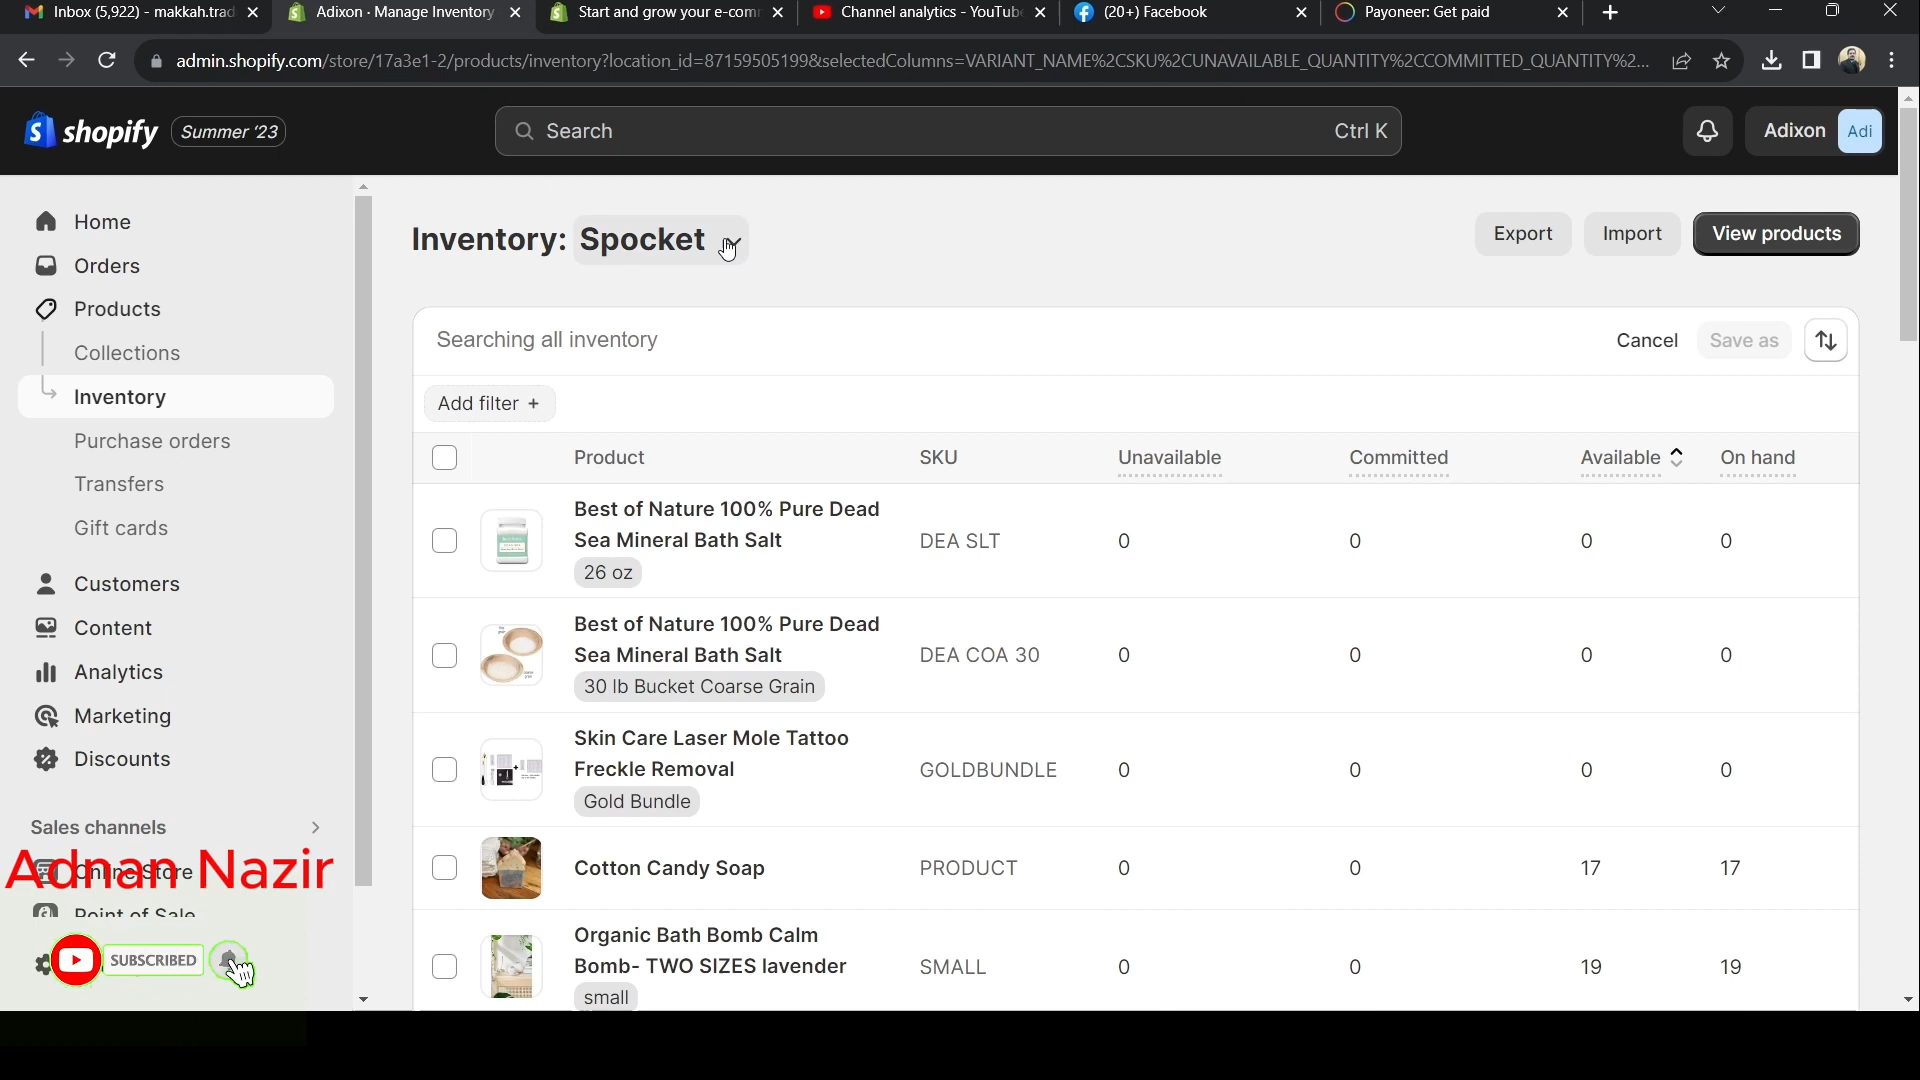 Inbox (5,922) - makkah.trad
Adixon · Manage Inventory
Start and grow your e-com
Channel analytics - YouTube
(20+) Facebook
Payoneer: Get paid
admin.shopify.com/store/17a3e1-2/products/inventory?location_id=87159505199&selectedColumns=VARIANT_NAME%2CSKU%2CUNAVAILABLE_QUANTITY%2CCOMMITTED_QUANTITY%2...
shopify Summer '23
Search Ctrl K
Adixon Adi
Home
Orders
Products
Collections
Inventory
Purchase orders
Transfers
Gift cards
Customers
Content
Analytics
Marketing
Discounts
Sales channels
Online Store
Adnan Nazir
Point of Sale
SUBSCRIBED
Inventory: Spocket
Export Import View products
Searching all inventory Cancel Save as
Add filter +
Product SKU Unavailable Committed Available On hand
Best of Nature 100% Pure Dead
Sea Mineral Bath Salt DEA SLT 0 0 0 0
26 oz
Best of Nature 100% Pure Dead
Sea Mineral Bath Salt DEA COA 30 0 0 0 0
30 lb Bucket Coarse Grain
Skin Care Laser Mole Tattoo
Freckle Removal GOLDBUNDLE 0 0 0 0
Gold Bundle
Cotton Candy Soap PRODUCT 0 0 17 17
Organic Bath Bomb Calm
Bomb- TWO SIZES lavender SMALL 0 0 19 19
small